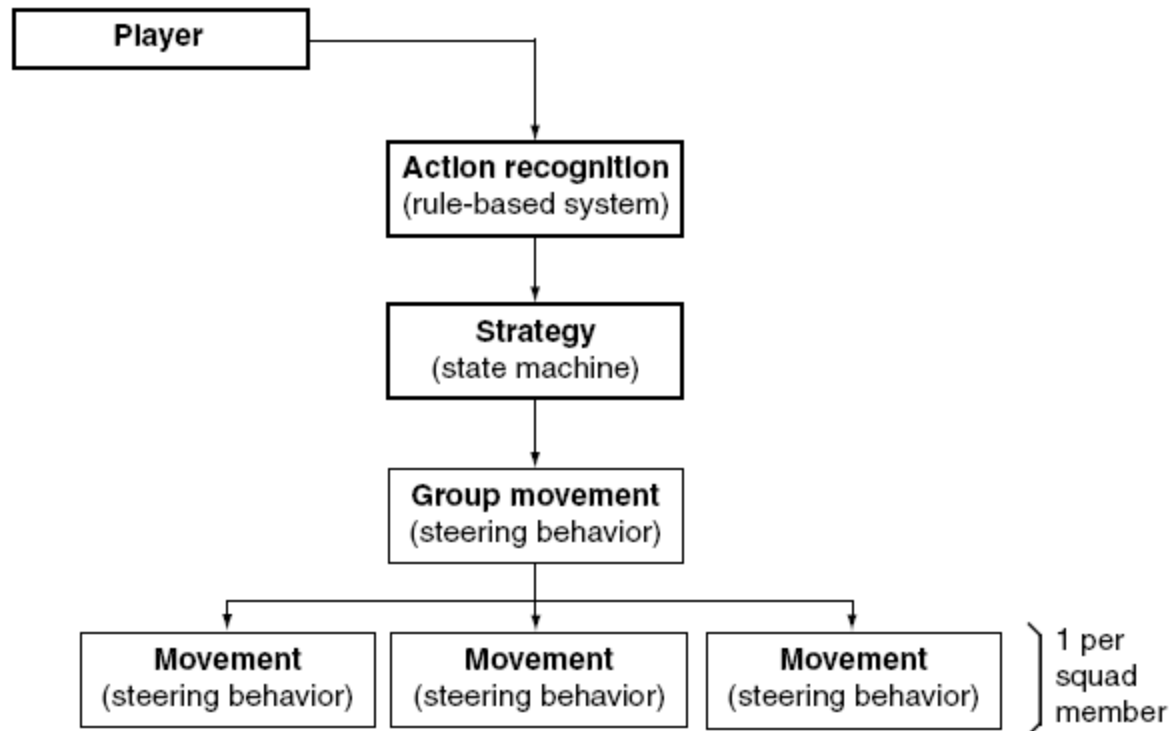 Player
Action recognition
(rule-based system)
Strategy
(state machine)
Group movement
(steering behavior)
Movement
(steering behavior)
Movement
(steering behavior)
Movement
(steering behavior)
1 per
squad
member